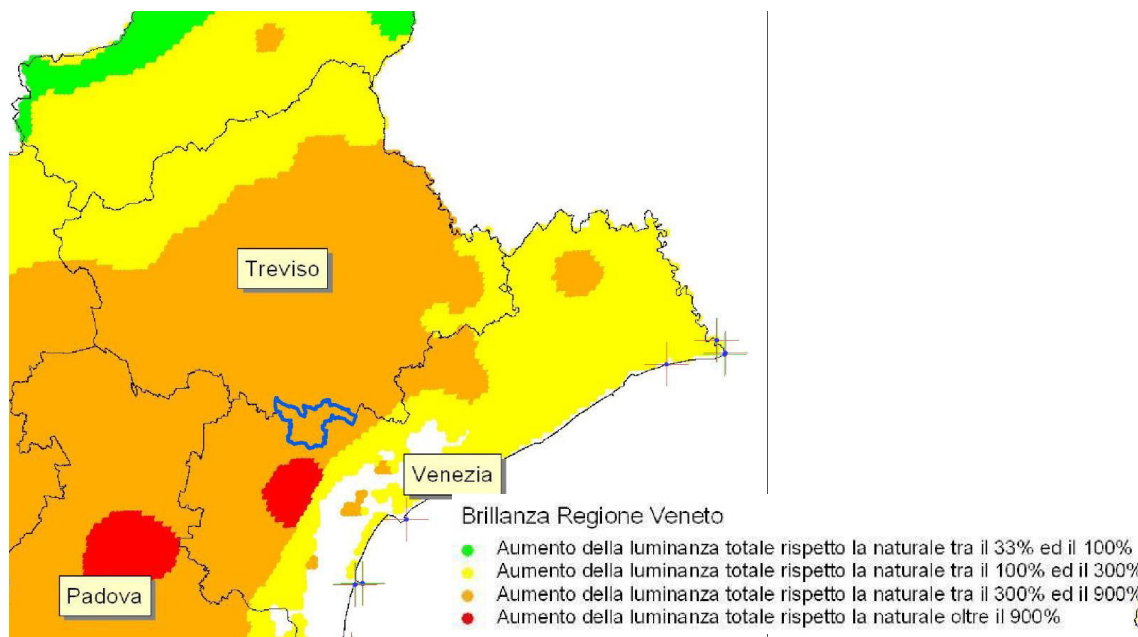 Treviso
Venezia
Padova
Brillanza Regione Veneto
Aumento della luminanza totale rispetto la naturale tra il 33% ed il 100%
Aumento della luminanza totale rispetto la naturale tra il 100% ed il 300%
Aumento della luminanza totale rispetto la naturale tra il 300% ed il 900%
Aumento della luminanza totale rispetto la naturale oltre il 900%